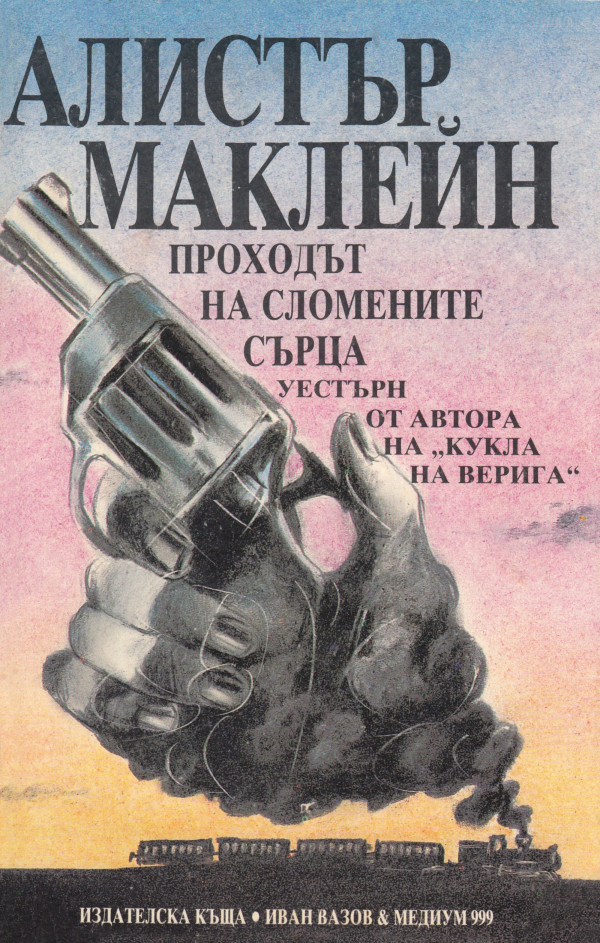 АЛИСТЪР
МАКЛЕЙН
ПРОХОДЪТ
НА СЛОМЕНИТЕ
СЪРЦА
УЕСТЪРН
ОТ АВТОРА
НА „КУКЛА
НА ВЕРИГА“
ИЗДАТЕЛСКА КЪЩА • ИВАН ВАЗОВ & МЕДИУМ 999